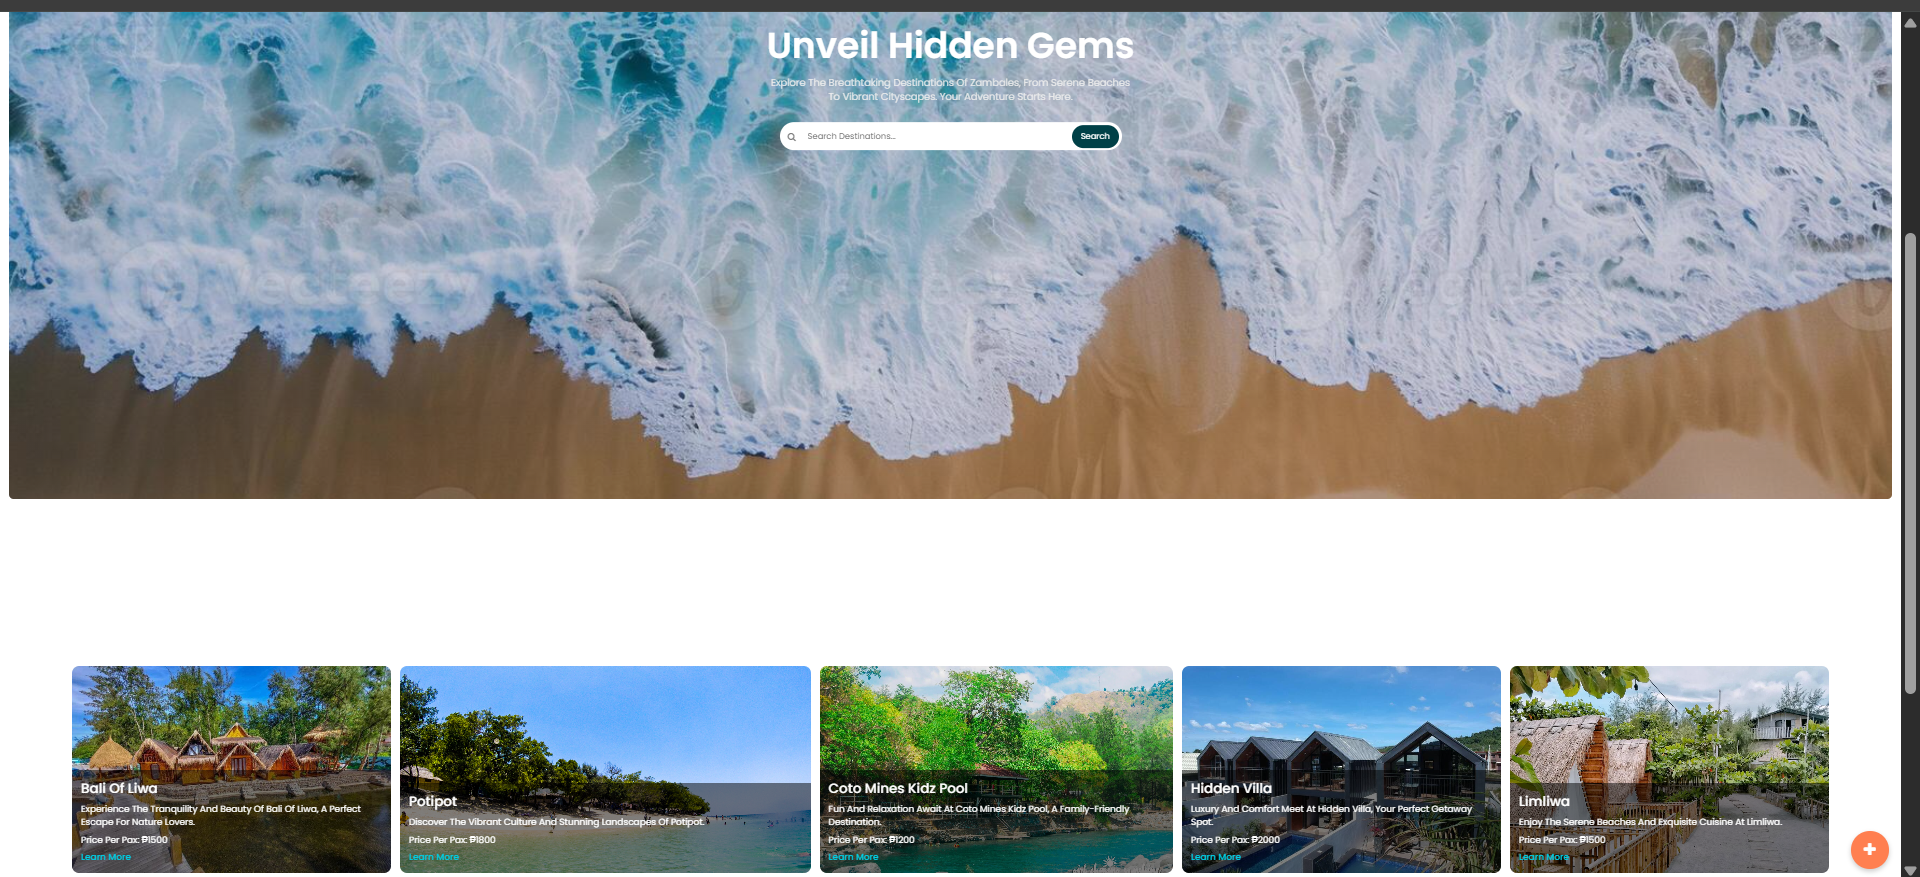 Unveil Hidden Gems
Explore The Breathtaking Destinations Of Zambales, From Serene Beaches
To Vibrant Cityscapes. Your Adventure Starts Here.
Search Destinations...
Search
Vecteezy
Vecteezy
Vecteezy
Bali Of Liwa
Experience The Tranquility And Beauty Of Bali Of Liwa, A Perfect
Escape For Nature Lovers.
Price Per Pax: ₱1500
Learn More
Potipot
Discover The Vibrant Culture And Stunning Landscapes Of Potipot.
Price Per Pax: ₱1800
Learn More
Coto Mines Kidz Pool
Fun And Relaxation Await At Coto Mines Kidz Pool, A Family-Friendly
Destination.
Price Per Pax: ₱1200
Learn More
Hidden Villa
Luxury And Comfort Meet At Hidden Villa, Your Perfect Getaway
Spot.
Price Per Pax: ₱2000
Learn More
Limliwa
Enjoy The Serene Beaches And Exquisite Cuisine At Limliwa.
Price Per Pax: ₱1500
Learn More